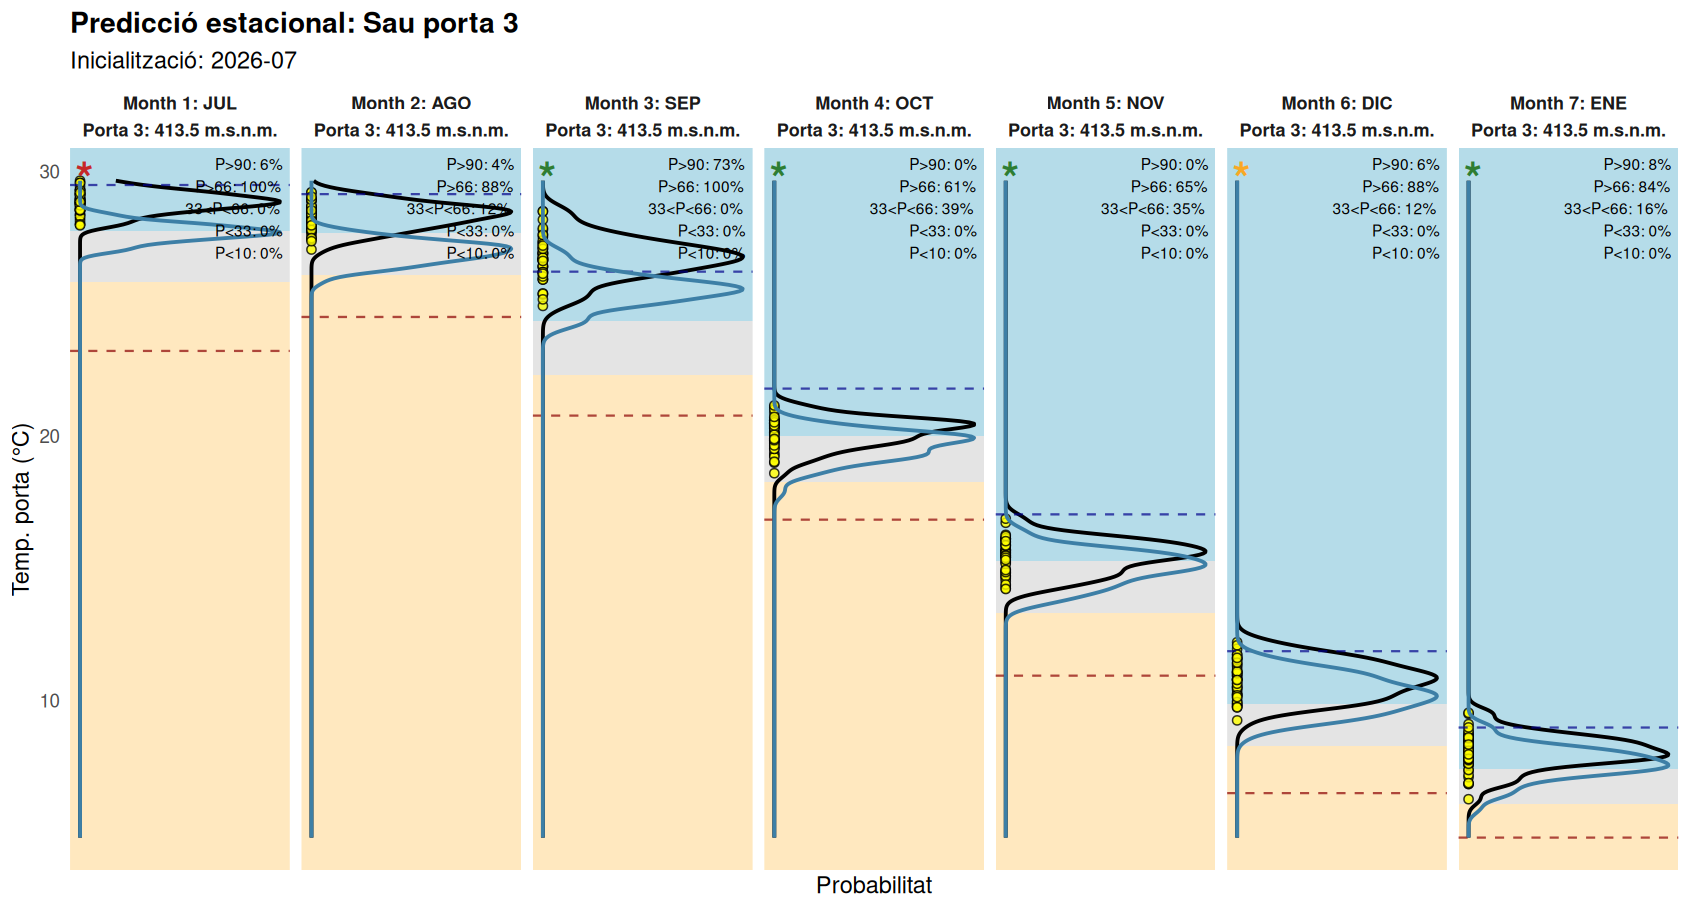 Predicció estacional: Sau porta 3
Inicialització: 2026-07
Month 1: JUL
Porta 3: 413.5 m.s.n.m.
Month 2: AGO
Porta 3: 413.5 m.s.n.m.
Month 3: SEP
Porta 3: 413.5 m.s.n.m.
Month 4: OCT
Porta 3: 413.5 m.s.n.m.
Month 5: NOV
Porta 3: 413.5 m.s.n.m.
Month 6: DIC
Porta 3: 413.5 m.s.n.m.
Month 7: ENE
Porta 3: 413.5 m.s.n.m.
*
P>90: 6%
P>66: 100%
33<P<66: 0%
P<33: 0%
P<10: 0%
P>90: 4%
P>66: 88%
33<P<66: 12%
P<33: 0%
P<10: 0%
*
P>90: 73%
P>66: 100%
33<P<66: 0%
P<33: 0%
P<10: 0%
*
P>90: 0%
P>66: 61%
33<P<66: 39%
P<33: 0%
P<10: 0%
*
P>90: 0%
P>66: 65%
33<P<66: 35%
P<33: 0%
P<10: 0%
*
P>90: 6%
P>66: 88%
33<P<66: 12%
P<33: 0%
P<10: 0%
*
P>90: 8%
P>66: 84%
33<P<66: 16%
P<33: 0%
P<10: 0%
30
20
10
Temp. porta (°C)
Probabilitat